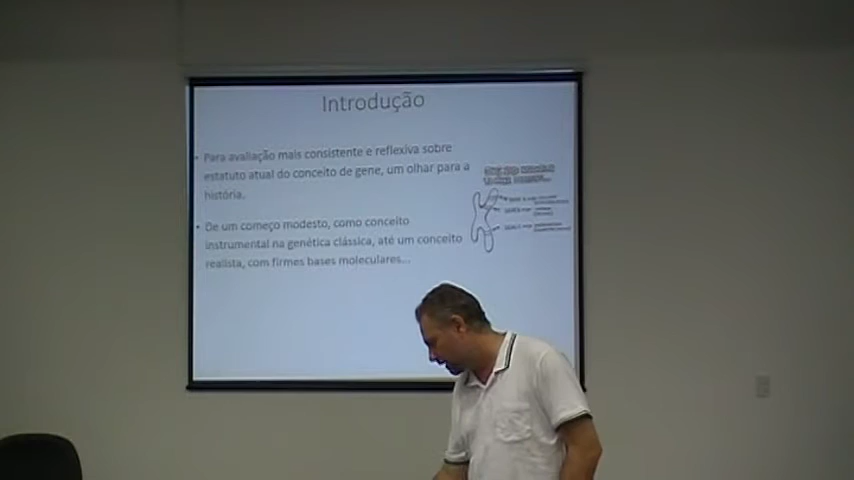 Introdução
• Para avaliação mais consistente e reflexiva sobre
estatuto atual do conceito de gene, um olhar para a
história.
• De um começo modesto, como conceito
instrumental na genética clássica, até um conceito
realista, com firmes bases moleculares...